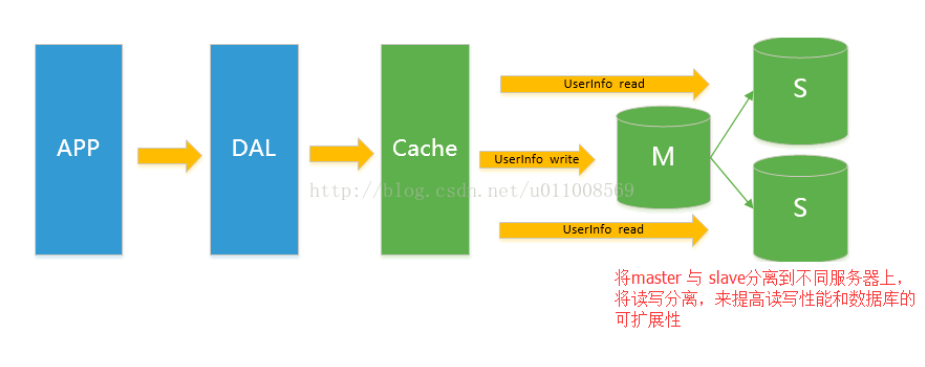 UserInfo read
S
APP
DAL
Cache
UserInfo write
M
http://blog.csdn.net/u011008569
S
UserInfo read
将master 与 slave分离到不同服务器上，
将读写分离，来提高读写性能和数据库的
可扩展性